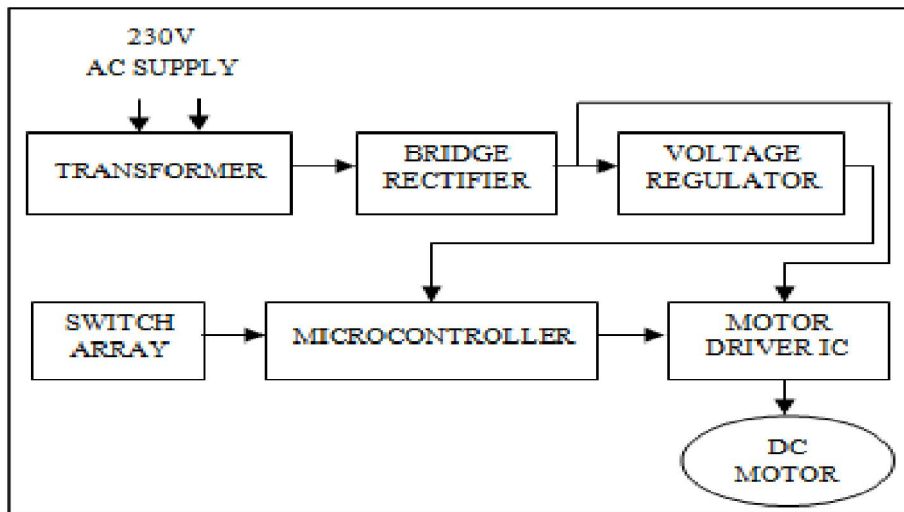 230V
AC SUPPLY
TRANSFORMER
BRIDGE
RECTIFIER
VOLTAGE
REGULATOR
SWITCH
ARRAY
MICROCONTROLLER
MOTOR
DRIVER IC
DC
MOTOR